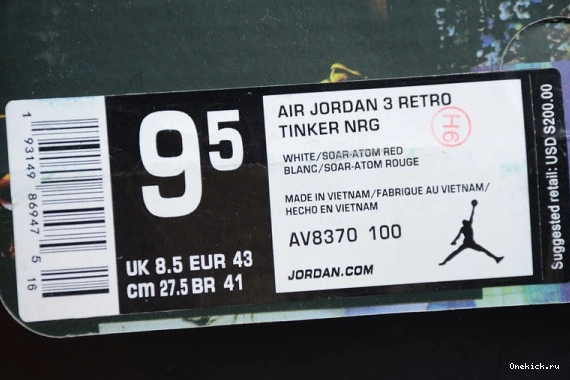 1 93149 86947 5 16
9.5
UK 8.5 EUR 43
cm 27.5 BR 41
AIR JORDAN 3 RETRO
TINKER NRG
H6
WHITE/SOAR-ATOM RED
BLANC/SOAR-ATOM ROUGE
MADE IN VIETNAM/FABRIQUE AU VIETNAM/
HECHO EN VIETNAM
AV8370 100
JORDAN.COM
Suggested retail: USD $200.00
Onekick.ru